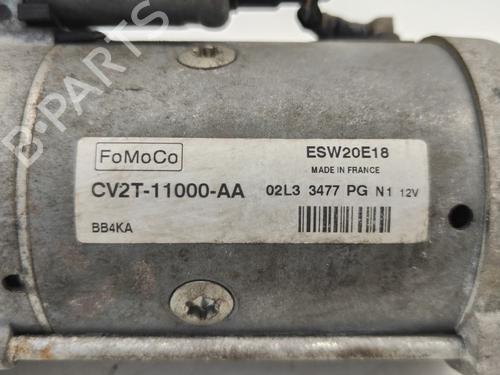 B-PARTS
FoMoCo
ESW20E18
MADE IN FRANCE
CV2T-11000-AA
02L3 3477 PG N1 12V
BB4KA